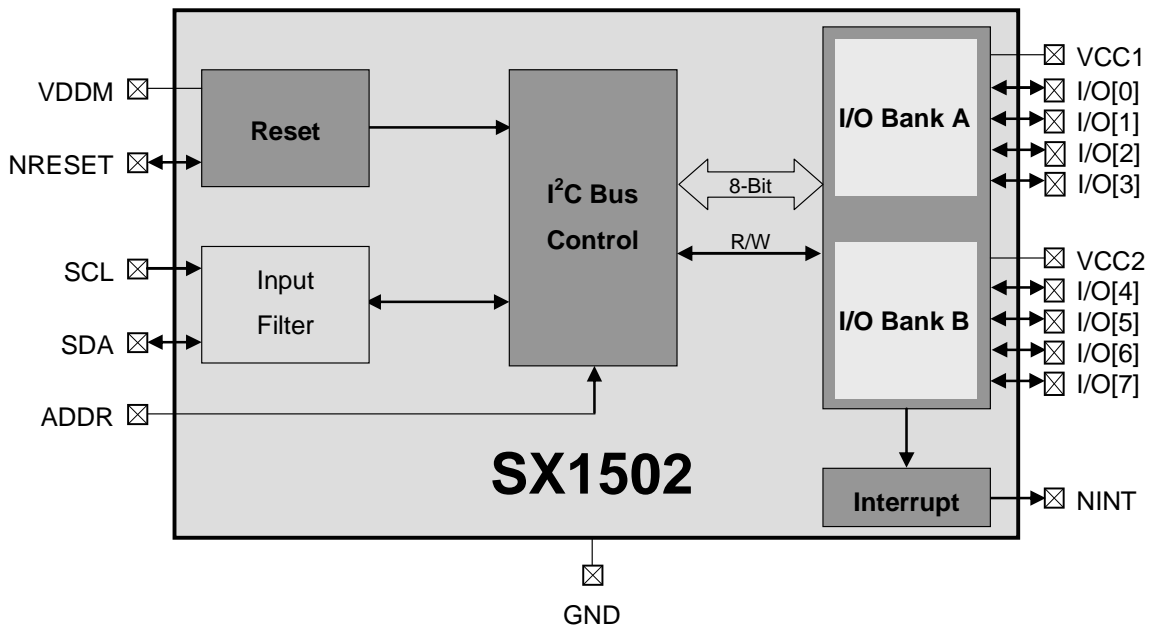 VDDM
NRESET
SCL
SDA
ADDR
Reset
Input
Filter
I²C Bus
Control
8-Bit
R/W
I/O Bank A
I/O Bank B
VCC1
I/O[0]
I/O[1]
I/O[2]
I/O[3]
VCC2
I/O[4]
I/O[5]
I/O[6]
I/O[7]
SX1502
Interrupt
NINT
GND